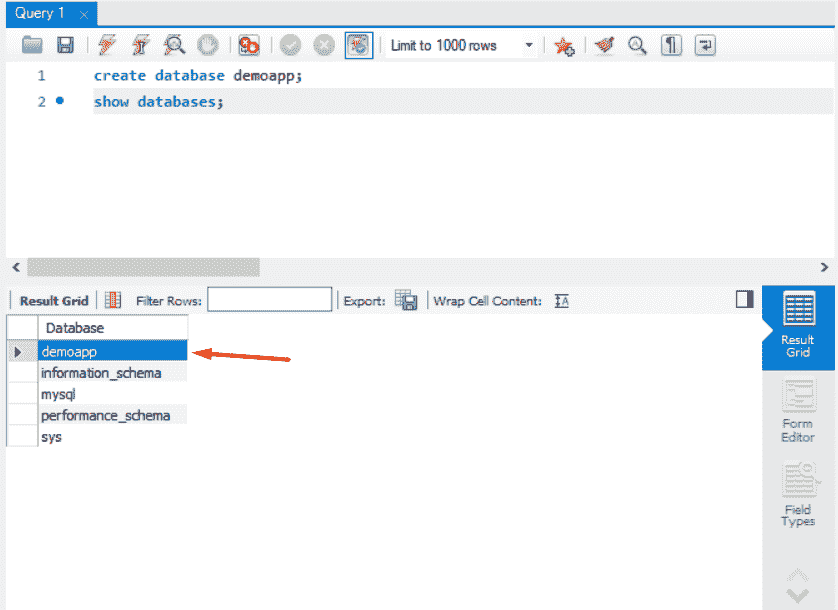 Query 1
Limit to 1000 rows
1 create database demoapp;
2 show databases;
Result Grid Filter Rows: Export: Wrap Cell Content:
Database
demoapp
information_schema
mysql
performance_schema
sys
Result
Grid
Form
Editor
Field
Types